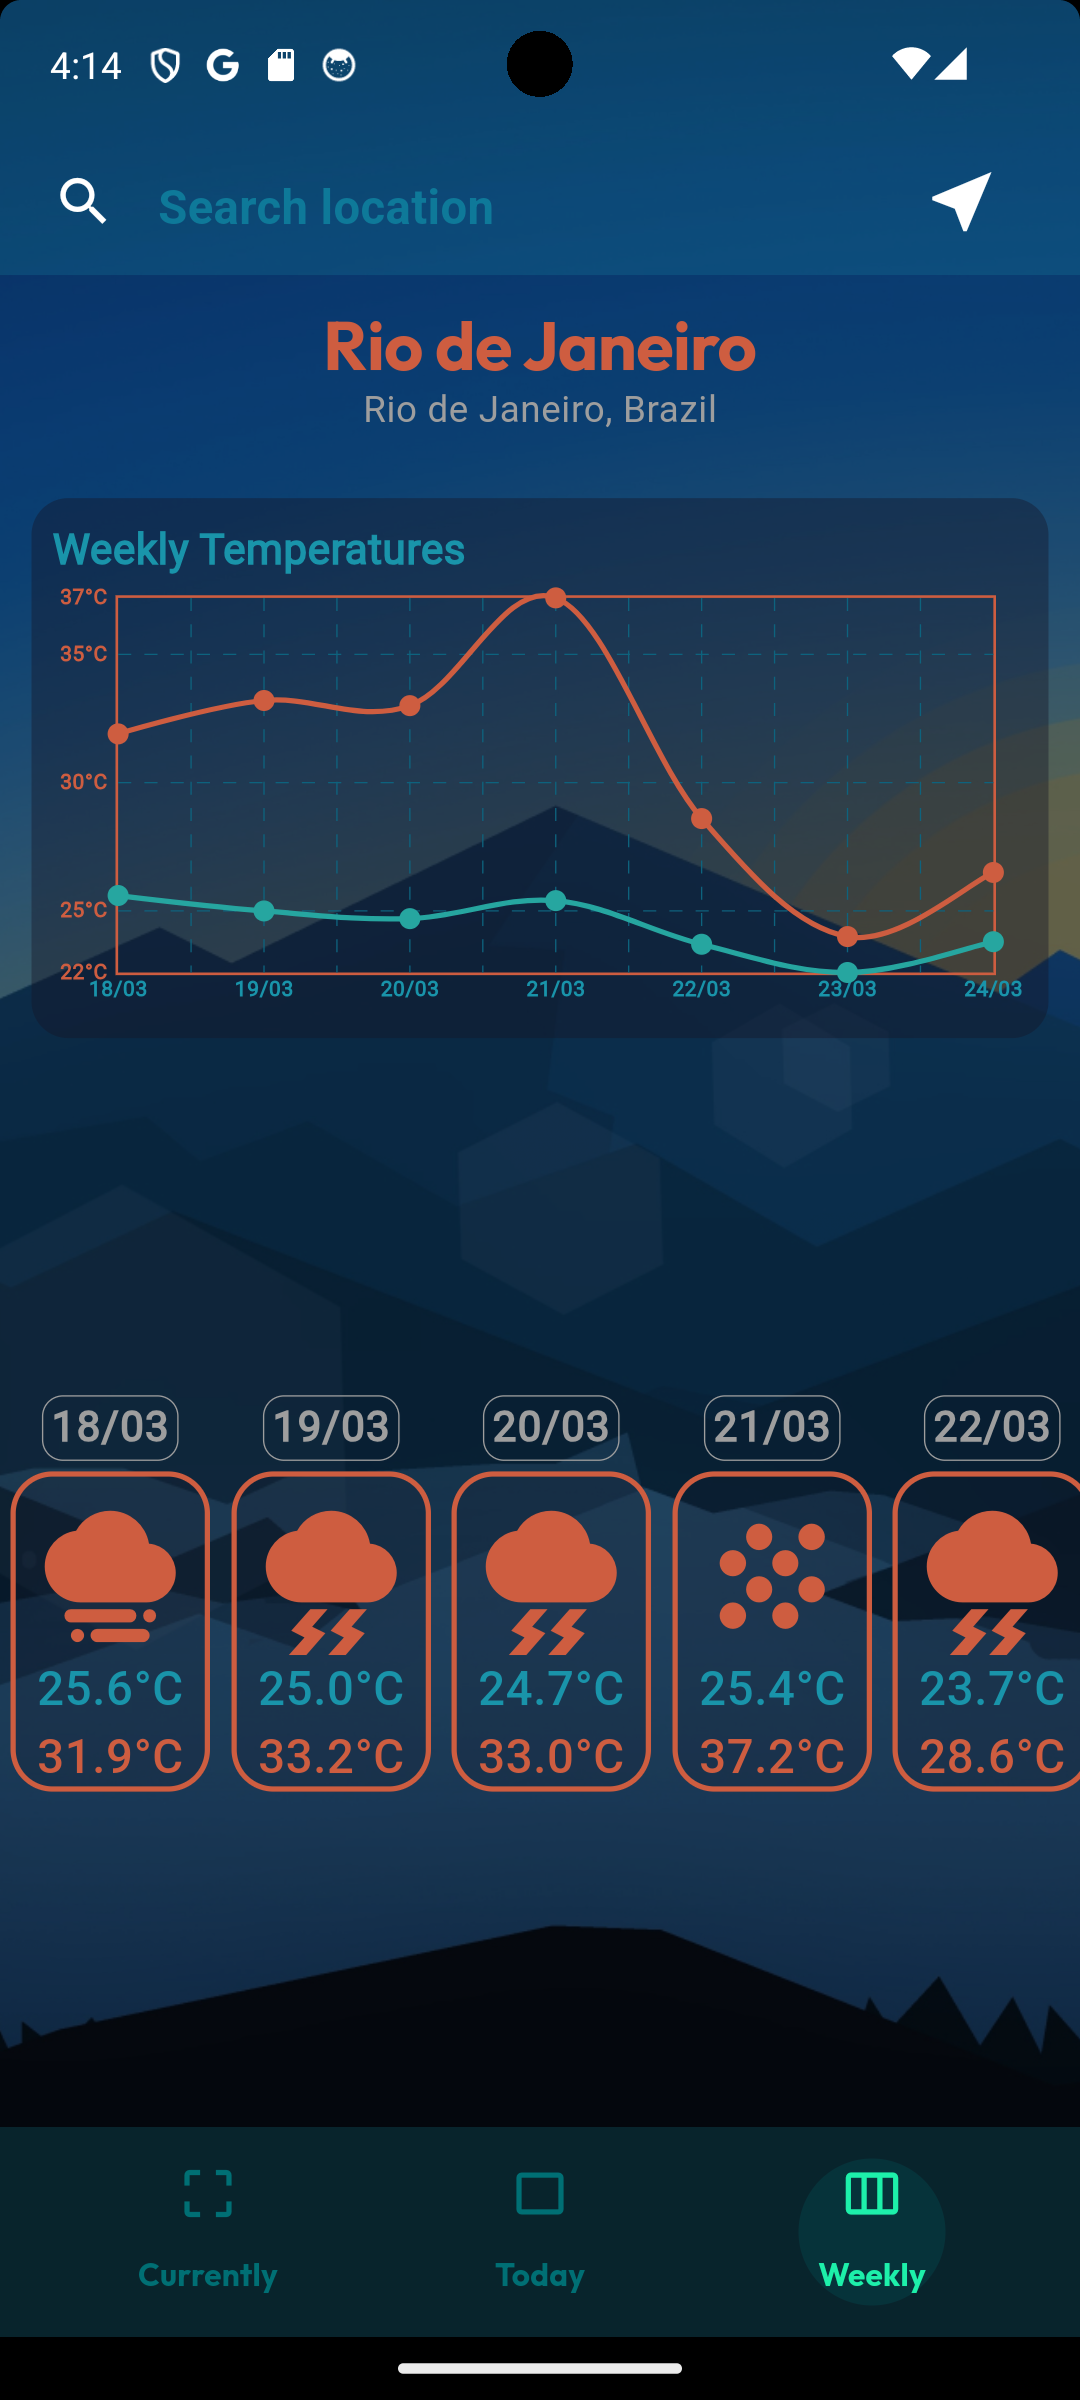 4:14
Search location
Rio de Janeiro
Rio de Janeiro, Brazil
Weekly Temperatures
37°C
35°C
30°C
25°C
22°C
18/03 19/03 20/03 21/03 22/03 23/03 24/03
18/03 19/03 20/03 21/03 22/03
25.6°C 25.0°C 24.7°C 25.4°C 23.7°C
31.9°C 33.2°C 33.0°C 37.2°C 28.6°C
Currently Today Weekly